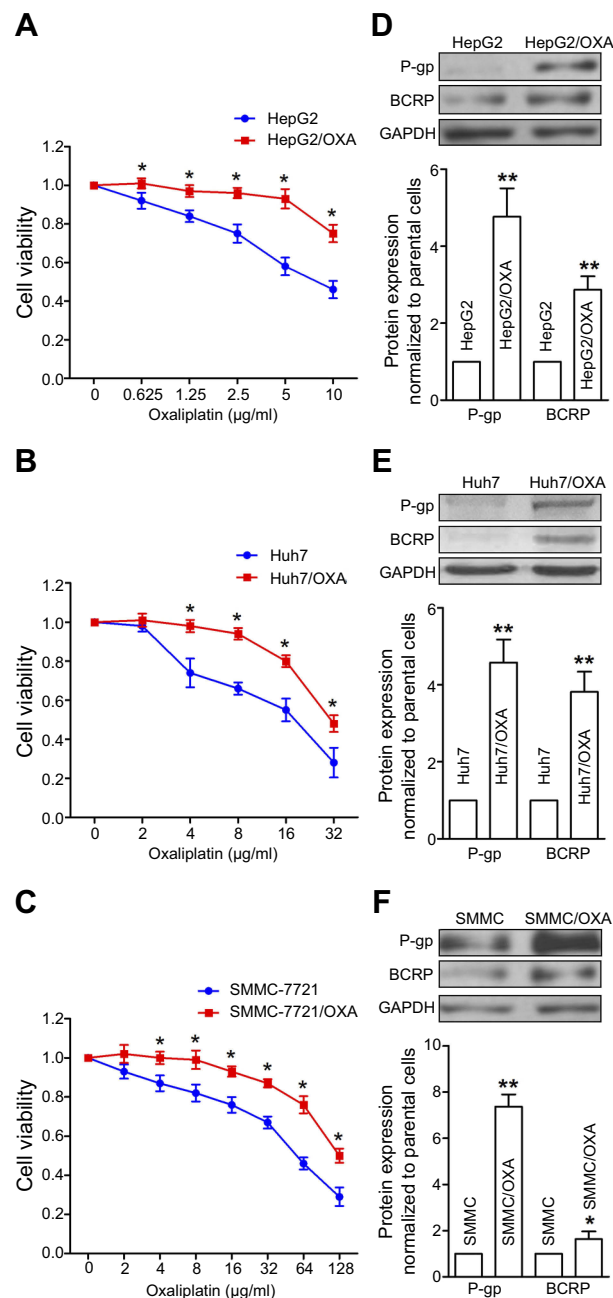 A
HepG2
HepG2/OXA
1.2
1.0
0.8
0.6
0.4
0.2
0.0
* * * * *
Cell viability
0 0.625 1.25 2.5 5 10
Oxaliplatin (µg/ml)
D
HepG2 HepG2/OXA
P-gp
BCRP
GAPDH
8
6
4
2
0
Protein expression
normalized to parental cells
** **
HepG2
HepG2/OXA
HepG2
HepG2/OXA
P-gp BCRP
B
Huh7
Huh7/OXA
1.2
1.0
0.8
0.6
0.4
0.2
0.0
* * * *
Cell viability
0 2 4 8 16 32
Oxaliplatin (µg/ml)
E
Huh7 Huh7/OXA
P-gp
BCRP
GAPDH
6
4
2
0
Protein expression
normalized to parental cells
** **
Huh7
Huh7/OXA
Huh7
Huh7/OXA
P-gp BCRP
C
SMMC-7721
SMMC-7721/OXA
1.2
1.0
0.8
0.6
0.4
0.2
0.0
* * * * * *
Cell viability
0 2 4 8 16 32 64 128
Oxaliplatin (µg/ml)
F
SMMC SMMC/OXA
P-gp
BCRP
GAPDH
10
8
6
4
2
0
Protein expression
normalized to parental cells
** *
SMMC
SMMC/OXA
SMMC
SMMC/OXA
P-gp BCRP